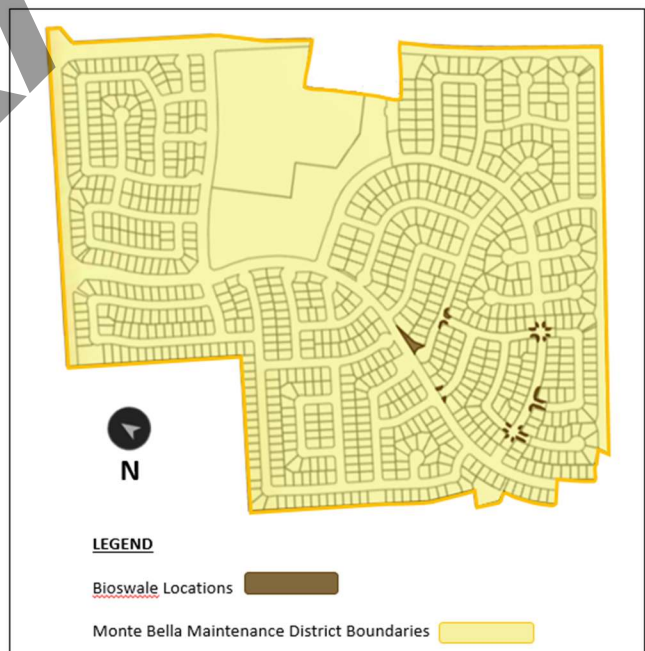 N
LEGEND
Bioswale Locations
Monte Bella Maintenance District Boundaries